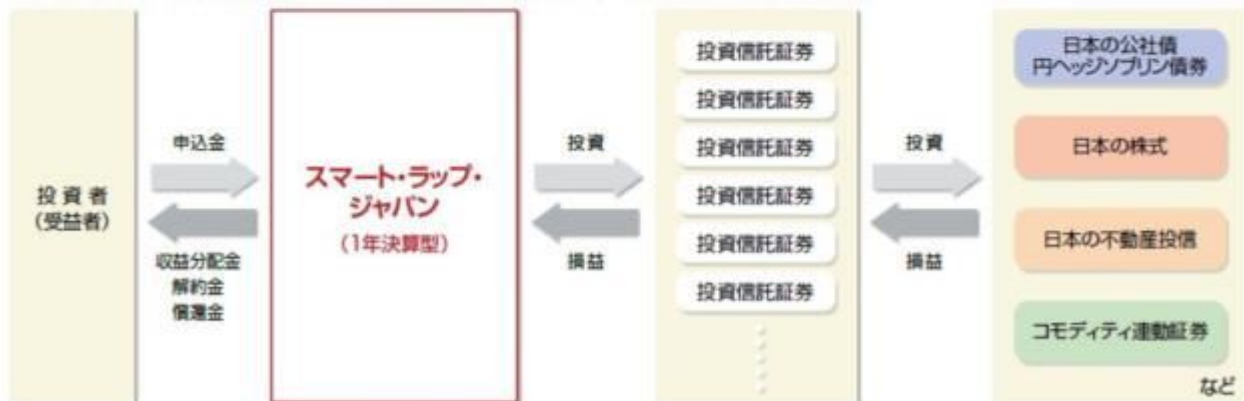 投資者
(受益者)
申込金
収益分配金
解約金
償還金
スマート・ラップ・
ジャパン
(1年決算型)
投資
損益
投資信託証券
投資信託証券
投資信託証券
投資信託証券
投資信託証券
投資信託証券
投資
損益
日本の公社債
円ヘッジソブリン債券
日本の株式
日本の不動産投信
コモディティ連動証券
など